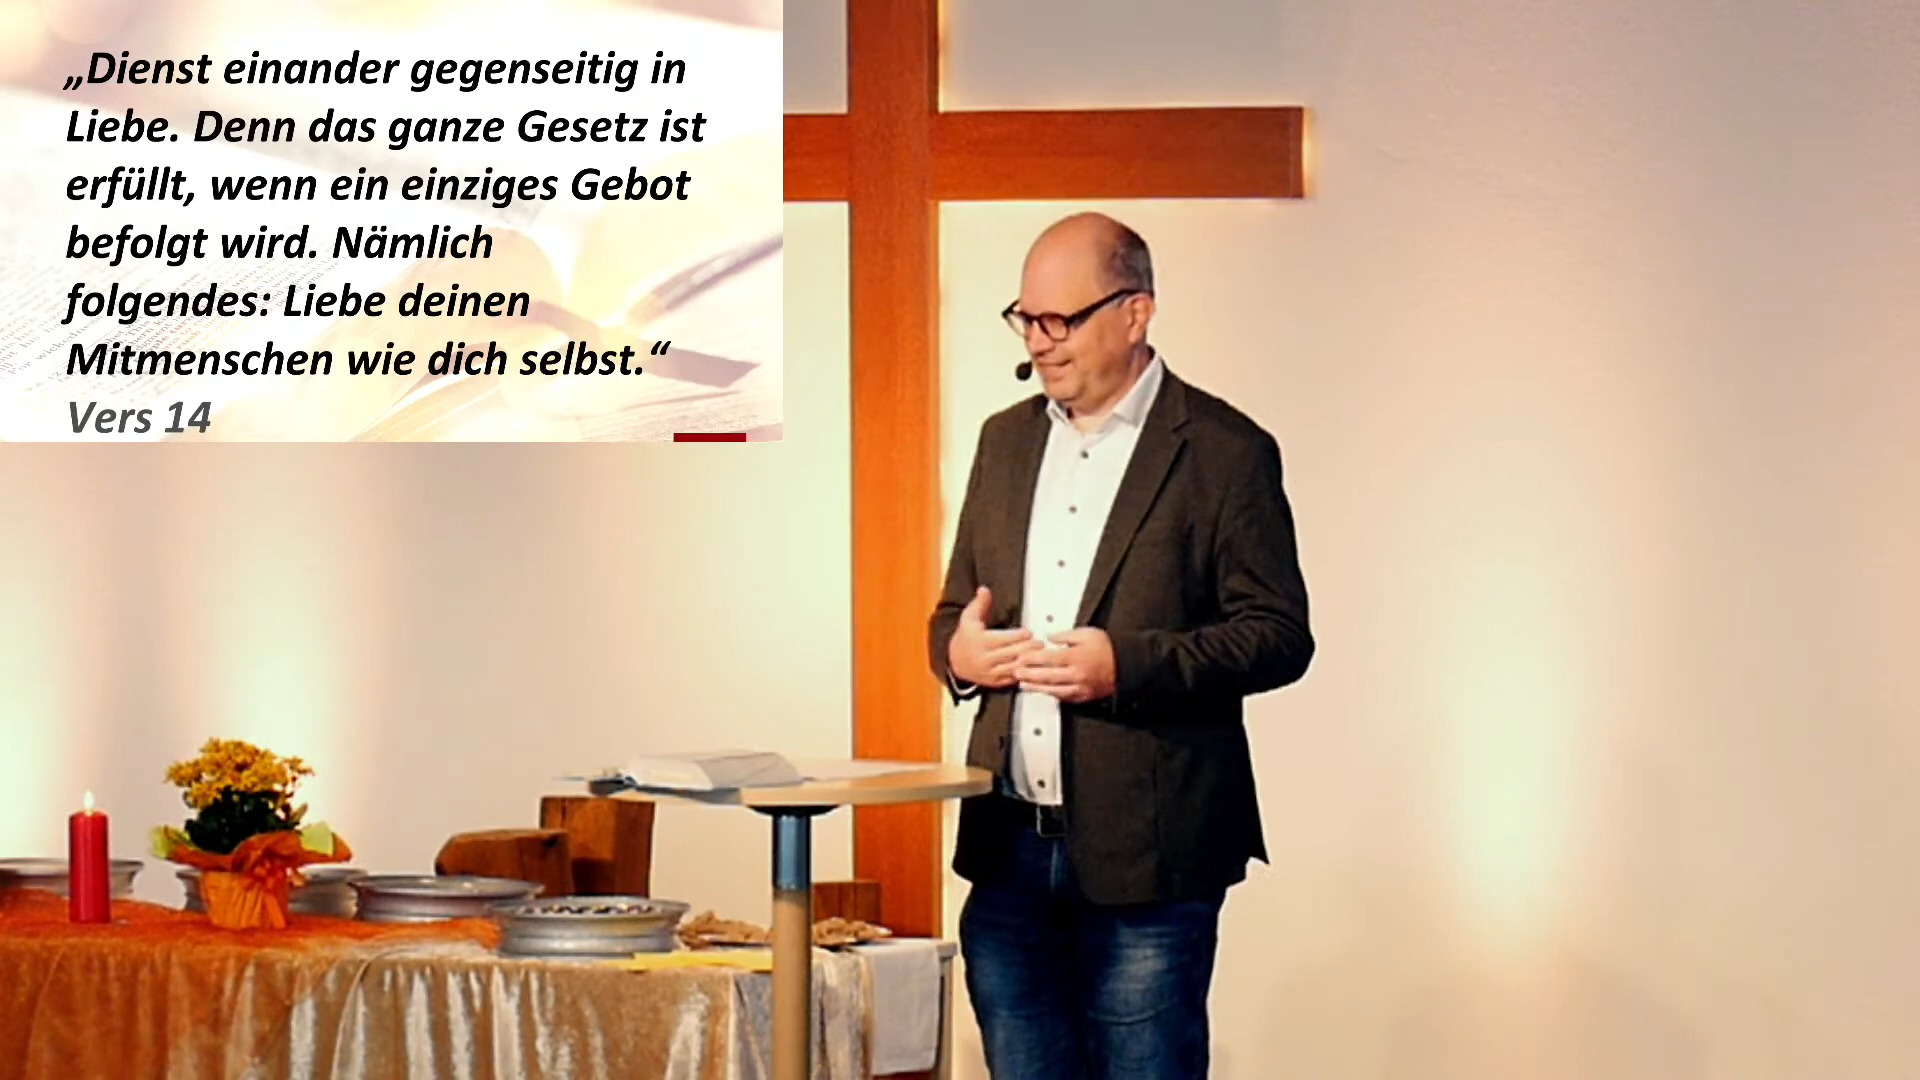 „Dienst einander gegenseitig in
Liebe. Denn das ganze Gesetz ist
erfüllt, wenn ein einziges Gebot
befolgt wird. Nämlich
folgendes: Liebe deinen
Mitmenschen wie dich selbst.“
Vers 14